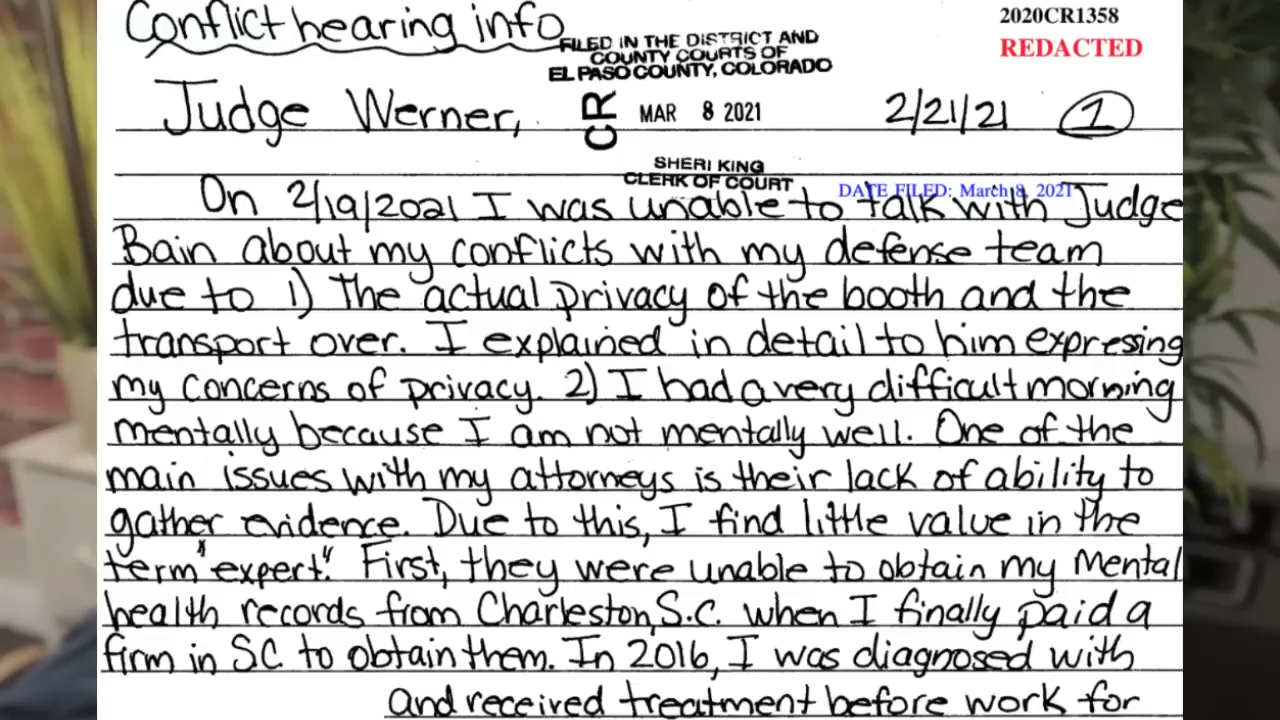 Conflict hearing info
2020CR1358
REDACTED
FILED IN THE DISTRICT AND
COUNTY COURTS OF
EL PASO COUNTY, COLORADO
Judge Werner,
CR
MAR 8 2021
2/21/21 1
SHERI KING
CLERK OF COURT
DATE FILED: March 8, 2021
On 2/19/2021 I was unable to talk with Judge
Bain about my conflicts with my defense team
due to 1) The actual privacy of the booth and the
transport over. I explained in detail to him expresing
my concerns of privacy. 2) I had a very difficult morning
mentally because I am not mentally well. One of the
main issues with my attorneys is their lack of ability to
gather evidence. Due to this, I find little value in the
term "expert". First, they were unable to obtain my mental
health records from Charleston, S.C. when I finally paid a
firm in SC to obtain them. In 2016, I was diagnosed with
and received treatment before work for